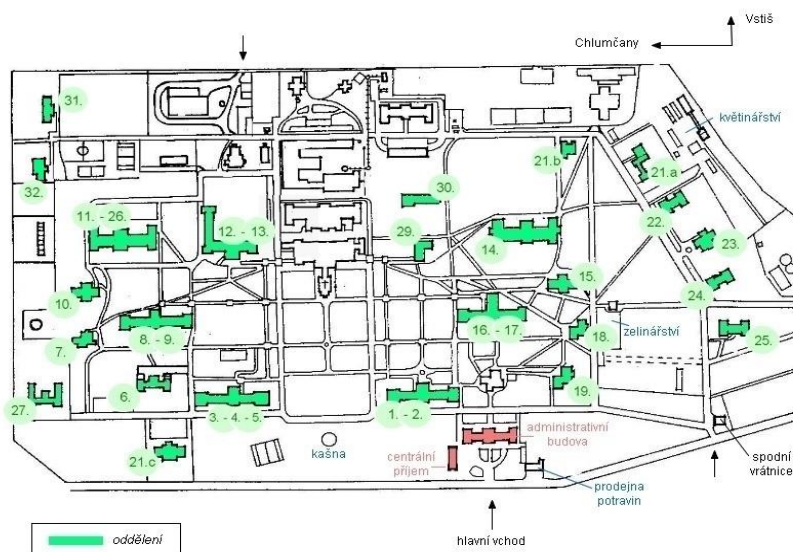 Vstiš
Chlumčany
květinářství
31.
21.b
21.a
32.
30.
22.
11. - 26.
12. - 13.
29.
14.
23.
10.
15.
24.
7.
8. - 9.
16. - 17.
18.
zelinářství
25.
6.
27.
3. - 4. - 5.
1. - 2.
19.
21.c
kašna
centrální
příjem
administrativní
budova
spodní
vrátnice
prodejna
potravin
hlavní vchod
oddělení